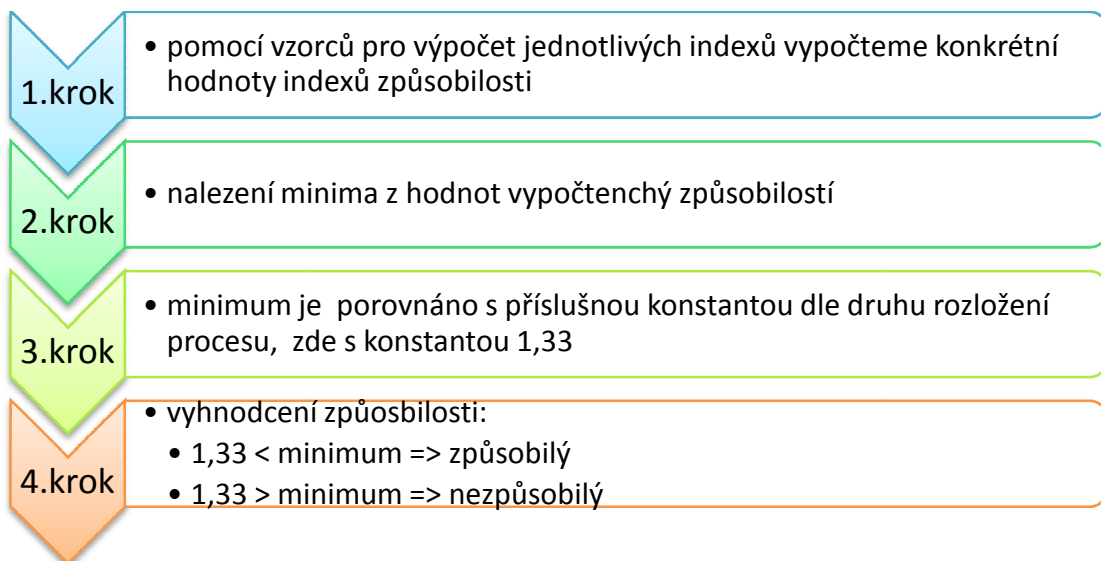 1.krok
• pomocí vzorců pro výpočet jednotlivých indexů vypočteme konkrétní
hodnoty indexů způsobilosti
2.krok
• nalezení minima z hodnot vypočtenchý způsobilostí
3.krok
• minimum je  porovnáno s příslušnou konstantou dle druhu rozložení
procesu,  zde s konstantou 1,33
4.krok
• vyhnodcení způosbilosti:
• 1,33 < minimum => způsobilý
• 1,33 > minimum => nezpůsobilý